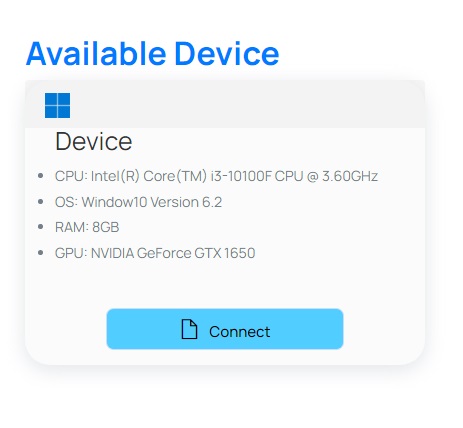 Available Device
Device
CPU: Intel(R) Core(TM) i3-10100F CPU @ 3.60GHz
OS: Window10 Version 6.2
RAM: 8GB
GPU: NVIDIA GeForce GTX 1650
Connect